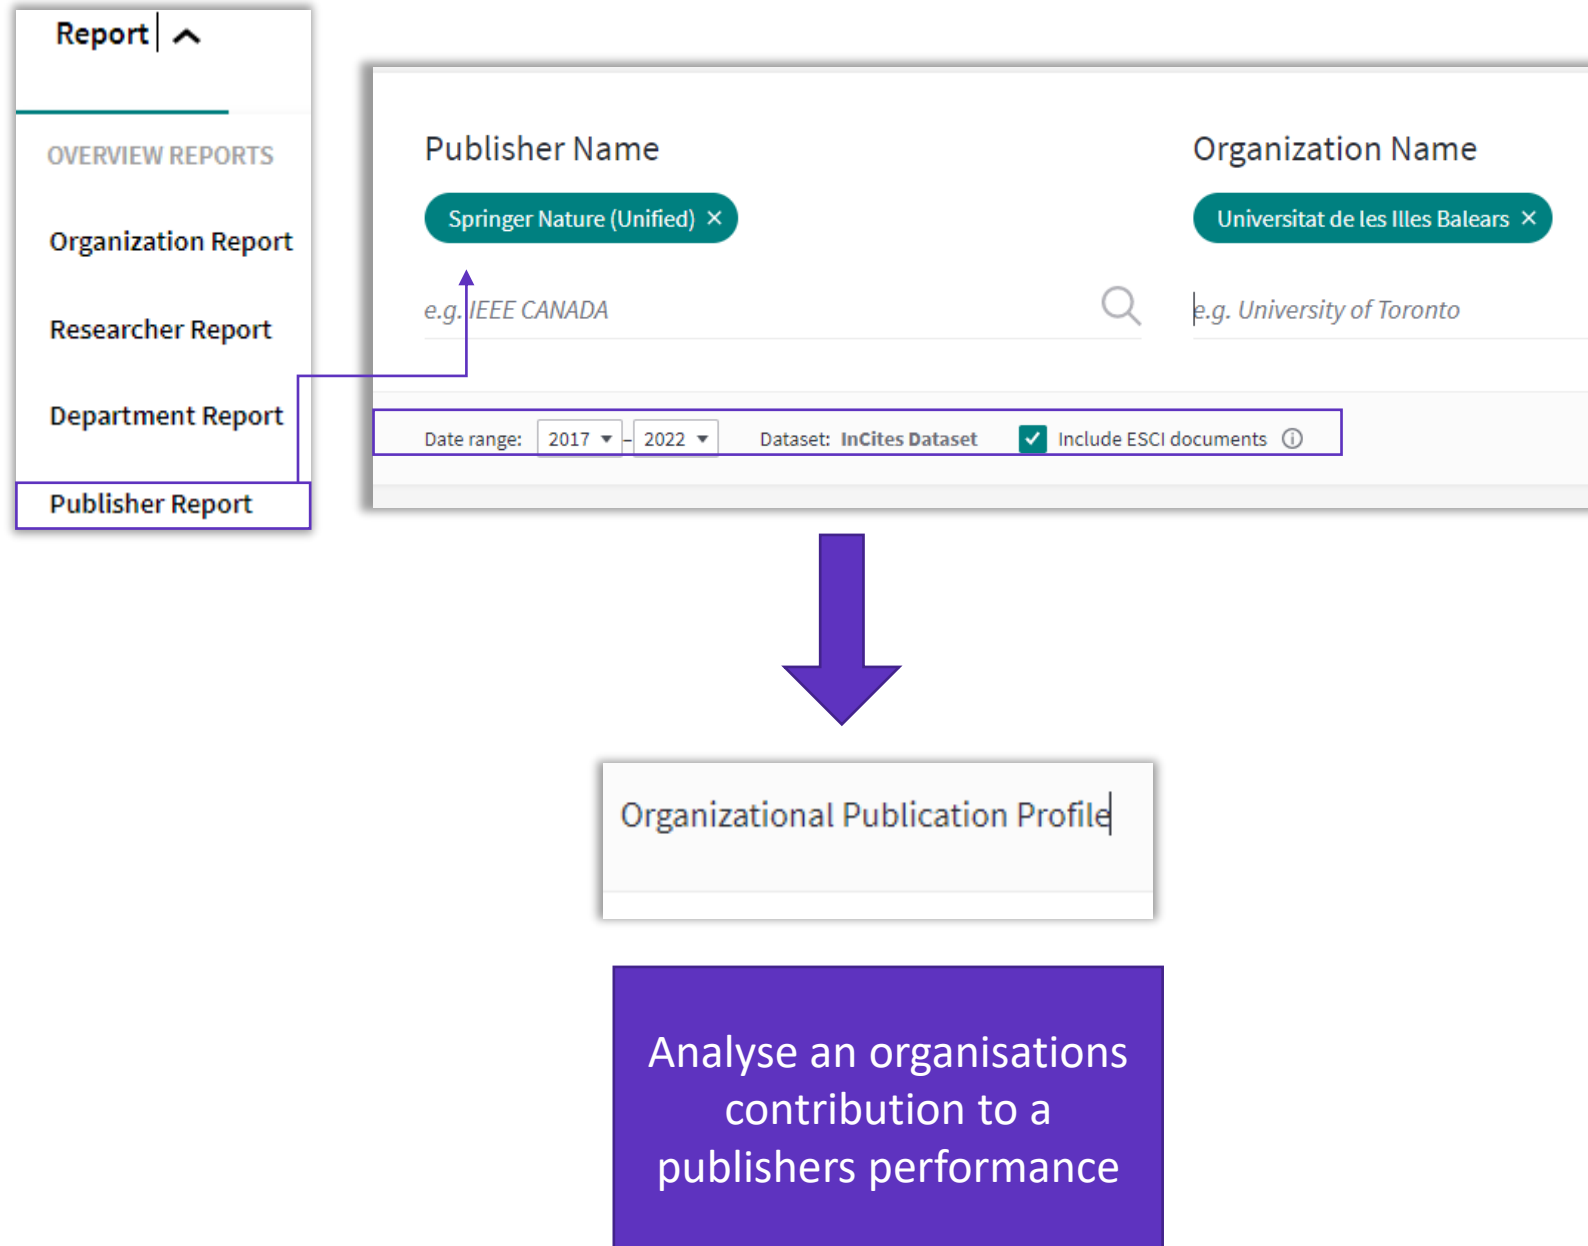 Report
OVERVIEW REPORTS
Organization Report
Researcher Report
Department Report
Publisher Report
Publisher Name
Springer Nature (Unified) ×
e.g. IEEE CANADA
Organization Name
Universitat de les Illes Balears ×
e.g. University of Toronto
Date range: 2017 – 2022 Dataset: InCites Dataset Include ESCI documents
Organizational Publication Profile
Analyse an organisations
contribution to a
publishers performance